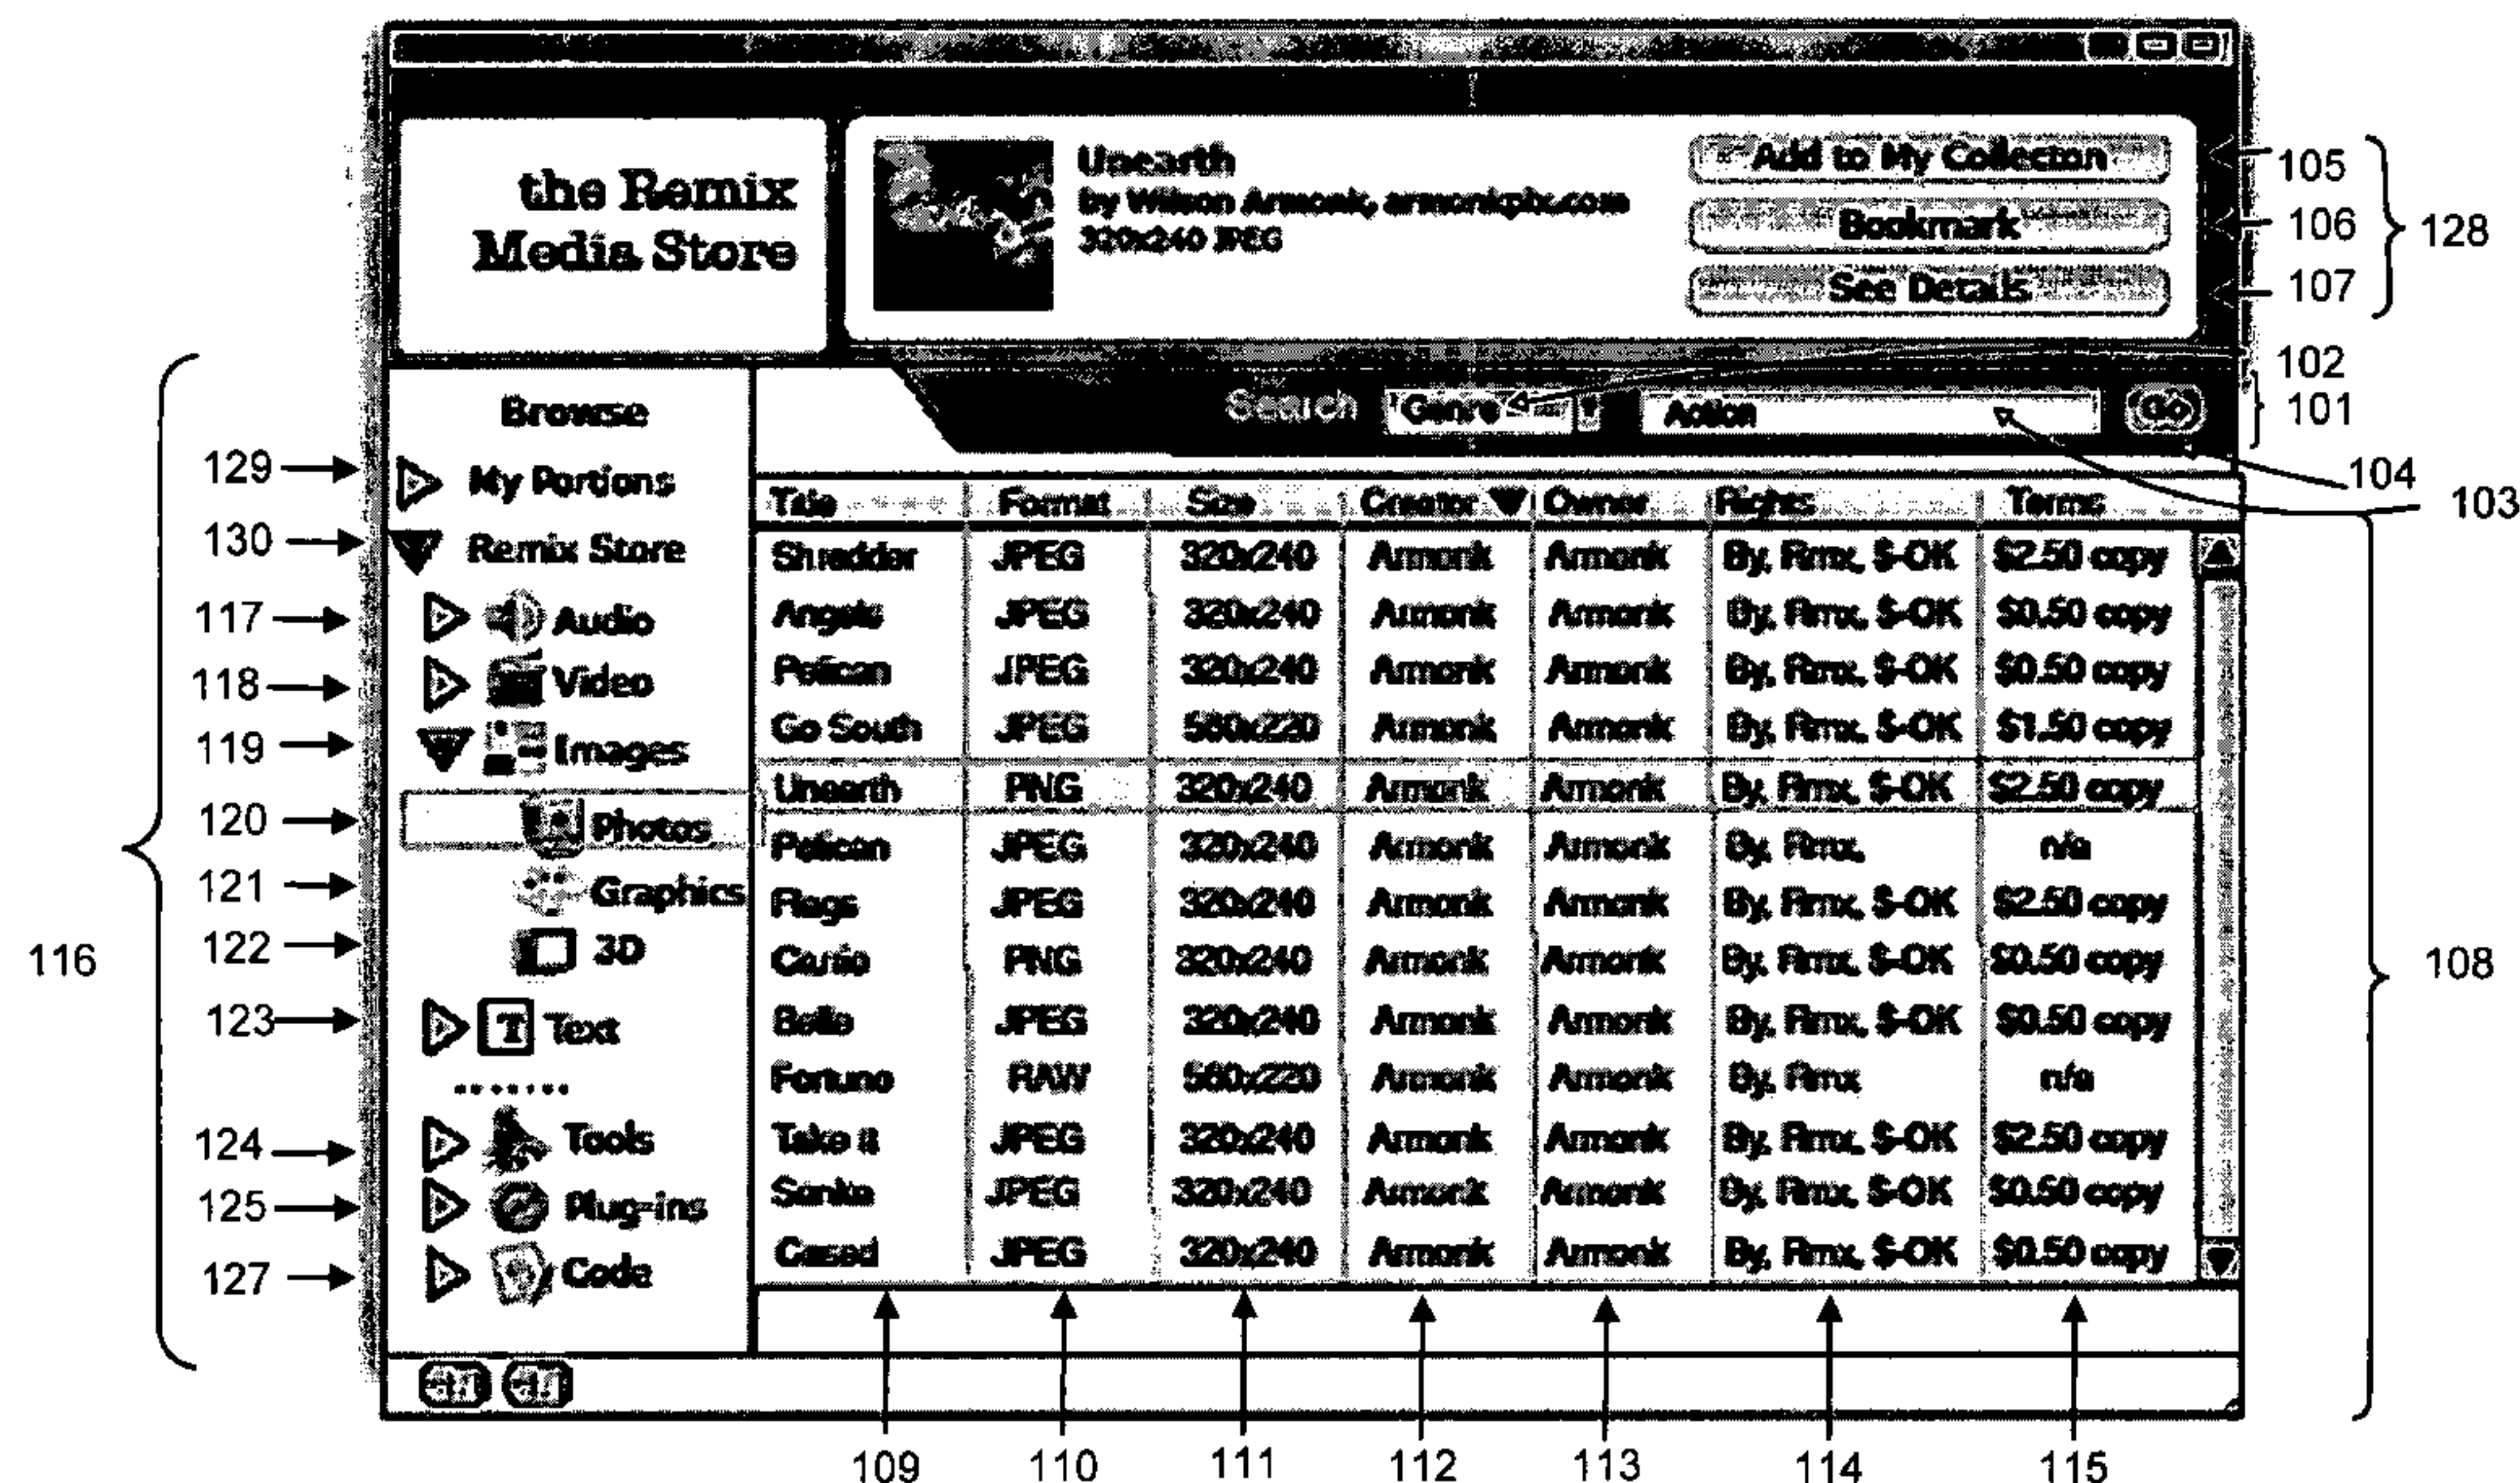 the Remix
Media Store
Unearth
by Wilson Armonk, armonkpix.com
320x240 JPEG
Add to My Collecton
Bookmark
See Details
105
106
107
128
102
Search Genre Action Go
101
104
103
Browse
129 My Portions
130 Remix Store
117 Audio
118 Video
119 Images
120 Photos
121 Graphics
122 3D
123 Text
.......
124 Tools
125 Plug-ins
127 Code
116
Title Format Size Creator Owner Rights Terms
Shredder JPEG 320x240 Armonk Armonk By, Rmx, $-OK $2.50 copy
Angels JPEG 320x240 Armonk Armonk By, Rmx, $-OK $0.50 copy
Pelican JPEG 320x240 Armonk Armonk By, Rmx, $-OK $0.50 copy
Go South JPEG 560x220 Armonk Armonk By, Rmx, $-OK $1.50 copy
Unearth PNG 320x240 Armonk Armonk By, Rmx, $-OK $2.50 copy
Pelican JPEG 320x240 Armonk Armonk By, Rmx, n/a
Flags JPEG 320x240 Armonk Armonk By, Rmx, $-OK $2.50 copy
PNG 320x240 Armonk Armonk By, Rmx, $-OK $0.50 copy
JPEG 320x240 Armonk Armonk By, Rmx, $-OK $0.50 copy
Fortune RAW 560x220 Armonk Armonk By, Rmx n/a
Take it JPEG 320x240 Armonk Armonk By, Rmx, $-OK $2.50 copy
JPEG 320x240 Armonk Armonk By, Rmx, $-OK $0.50 copy
Cased JPEG 320x240 Armonk Armonk By, Rmx, $-OK $0.50 copy
108
109 110 111 112 113 114 115